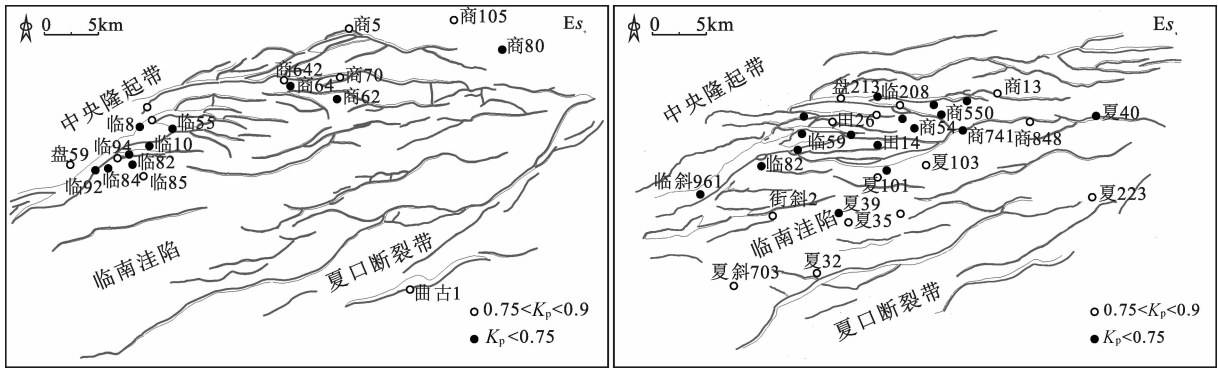 0 5km
Es
商5
商105
商80
商642
商70
商64
商62
中央隆起带
临8
临55
临10
临94
盘59
临82
临92
临84
临85
临南洼陷
夏口断裂带
曲古1
0.75<Kp<0.9
Kp<0.75
0 5km
Es
中央隆起带
盘213
临208
商13
田26
商550
夏40
临59
商54
商741
商848
田14
临82
夏103
临斜961
夏101
街斜2
夏39
夏35
夏223
临南洼陷
夏32
夏斜703
夏口断裂带
0.75<Kp<0.9
Kp<0.75